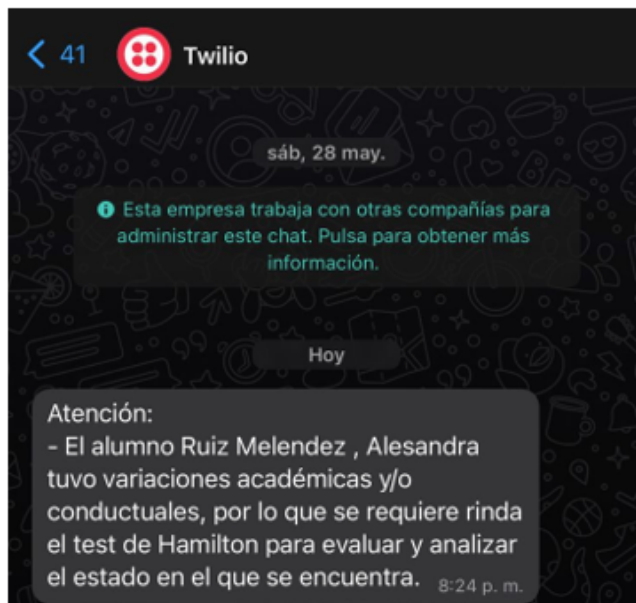 41
Twilio
sáb, 28 may.
Esta empresa trabaja con otras compañías para
administrar este chat. Pulsa para obtener más
información.
Hoy
Atención:
- El alumno Ruiz Melendez , Alesandra
tuvo variaciones académicas y/o
conductuales, por lo que se requiere rinda
el test de Hamilton para evaluar y analizar
el estado en el que se encuentra.
8:24 p. m.